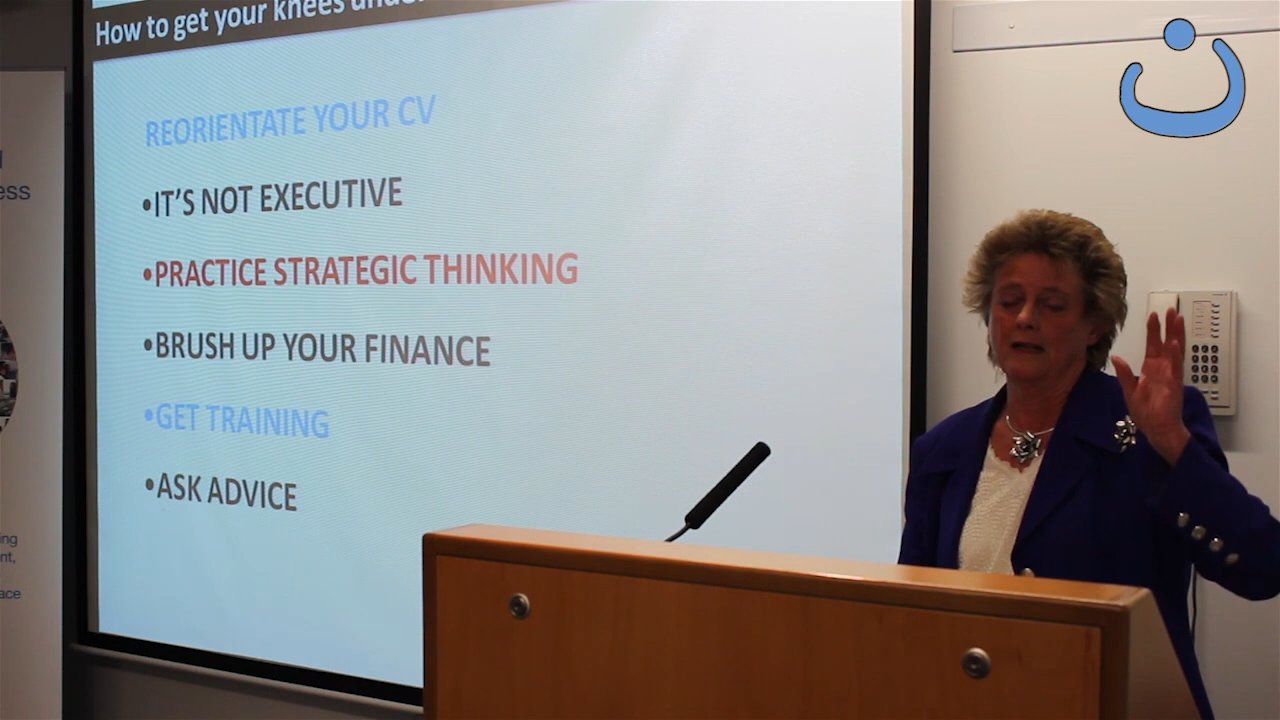 How to get your knees under
REORIENTATE YOUR CV
•IT'S NOT EXECUTIVE
•PRACTICE STRATEGIC THINKING
•BRUSH UP YOUR FINANCE
•GET TRAINING
•ASK ADVICE